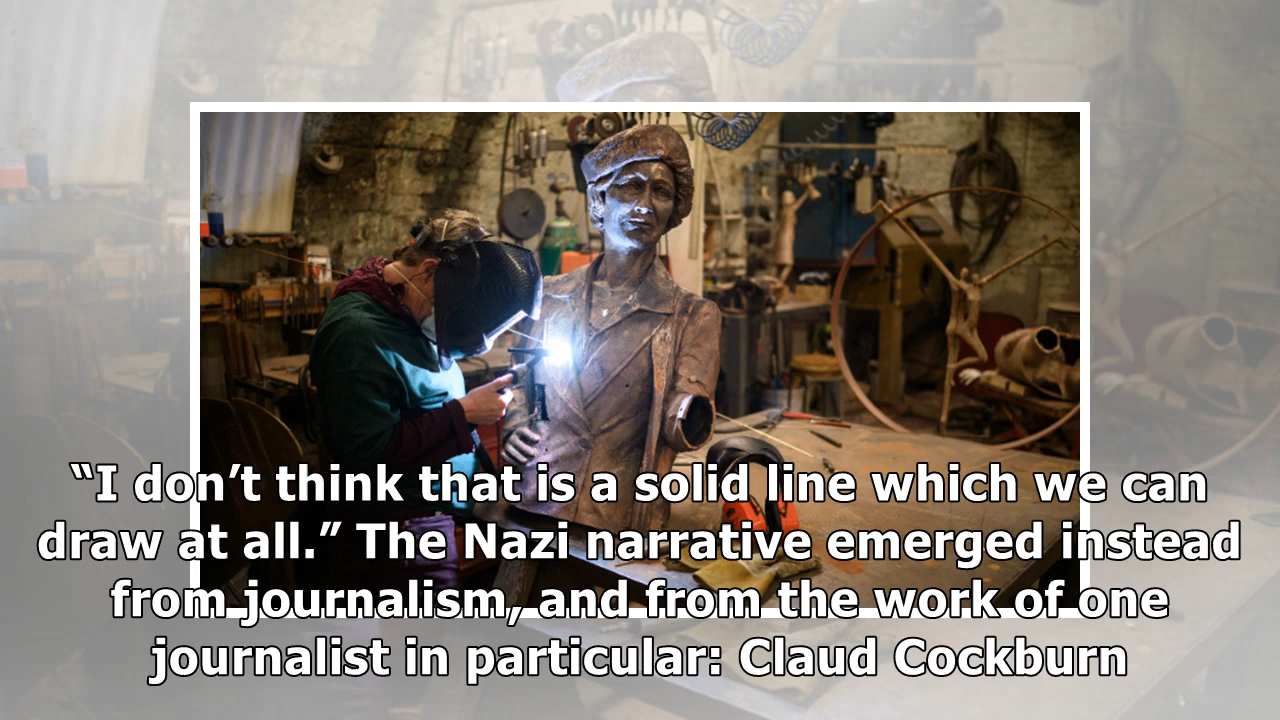 “I don’t think that is a solid line which we can
draw at all.” The Nazi narrative emerged instead
from journalism, and from the work of one
journalist in particular: Claud Cockburn